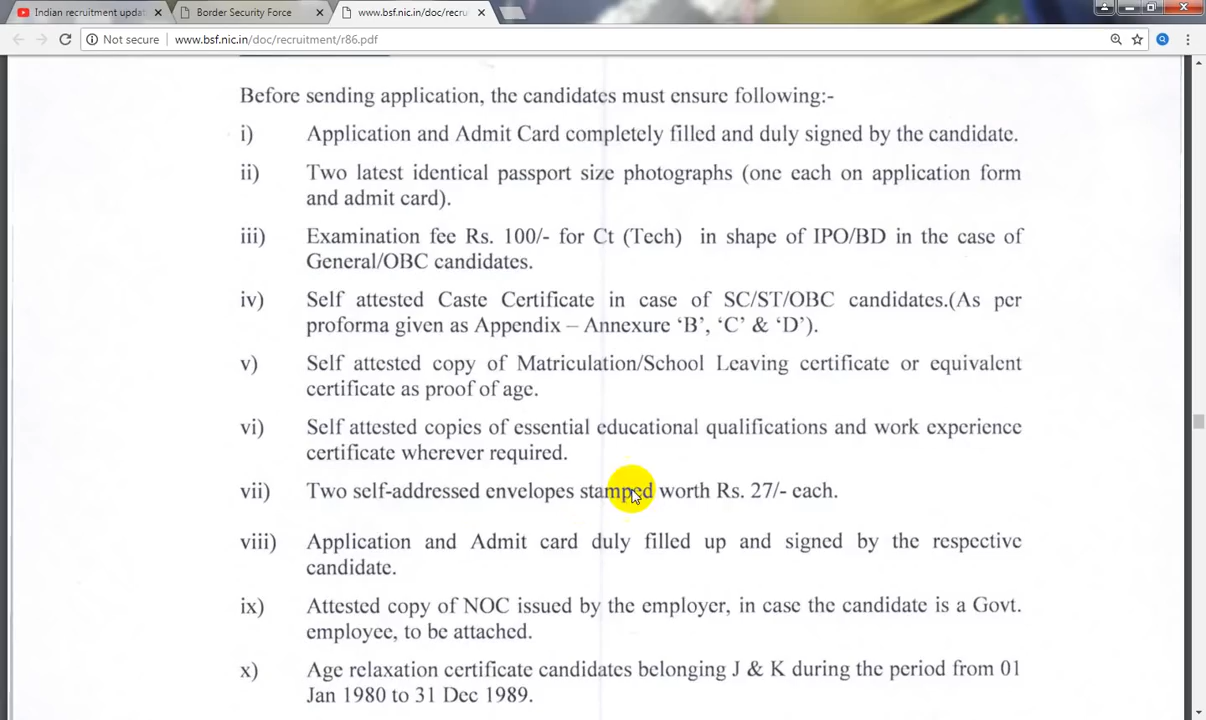 Indian recruitment updat
Border Security Force
www.bsf.nic.in/doc/recru
Not secure
www.bsf.nic.in/doc/recruitment/r86.pdf
Before sending application, the candidates must ensure following:-
i) Application and Admit Card completely filled and duly signed by the candidate.
ii) Two latest identical passport size photographs (one each on application form
and admit card).
iii) Examination fee Rs. 100/- for Ct (Tech) in shape of IPO/BD in the case of
General/OBC candidates.
iv) Self attested Caste Certificate in case of SC/ST/OBC candidates.(As per
proforma given as Appendix – Annexure ‘B’, ‘C’ & ‘D’).
v) Self attested copy of Matriculation/School Leaving certificate or equivalent
certificate as proof of age.
vi) Self attested copies of essential educational qualifications and work experience
certificate wherever required.
vii) Two self-addressed envelopes stamped worth Rs. 27/- each.
viii) Application and Admit card duly filled up and signed by the respective
candidate.
ix) Attested copy of NOC issued by the employer, in case the candidate is a Govt.
employee, to be attached.
x) Age relaxation certificate candidates belonging J & K during the period from 01
Jan 1980 to 31 Dec 1989.